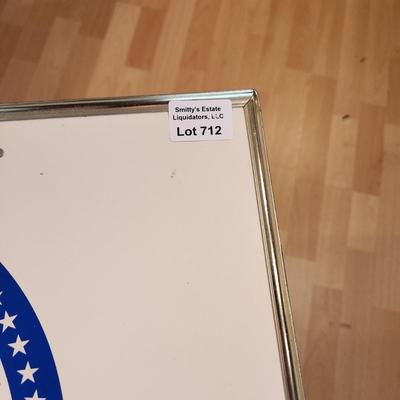 Smitty's Estate
Liquidators, LLC
Lot 712